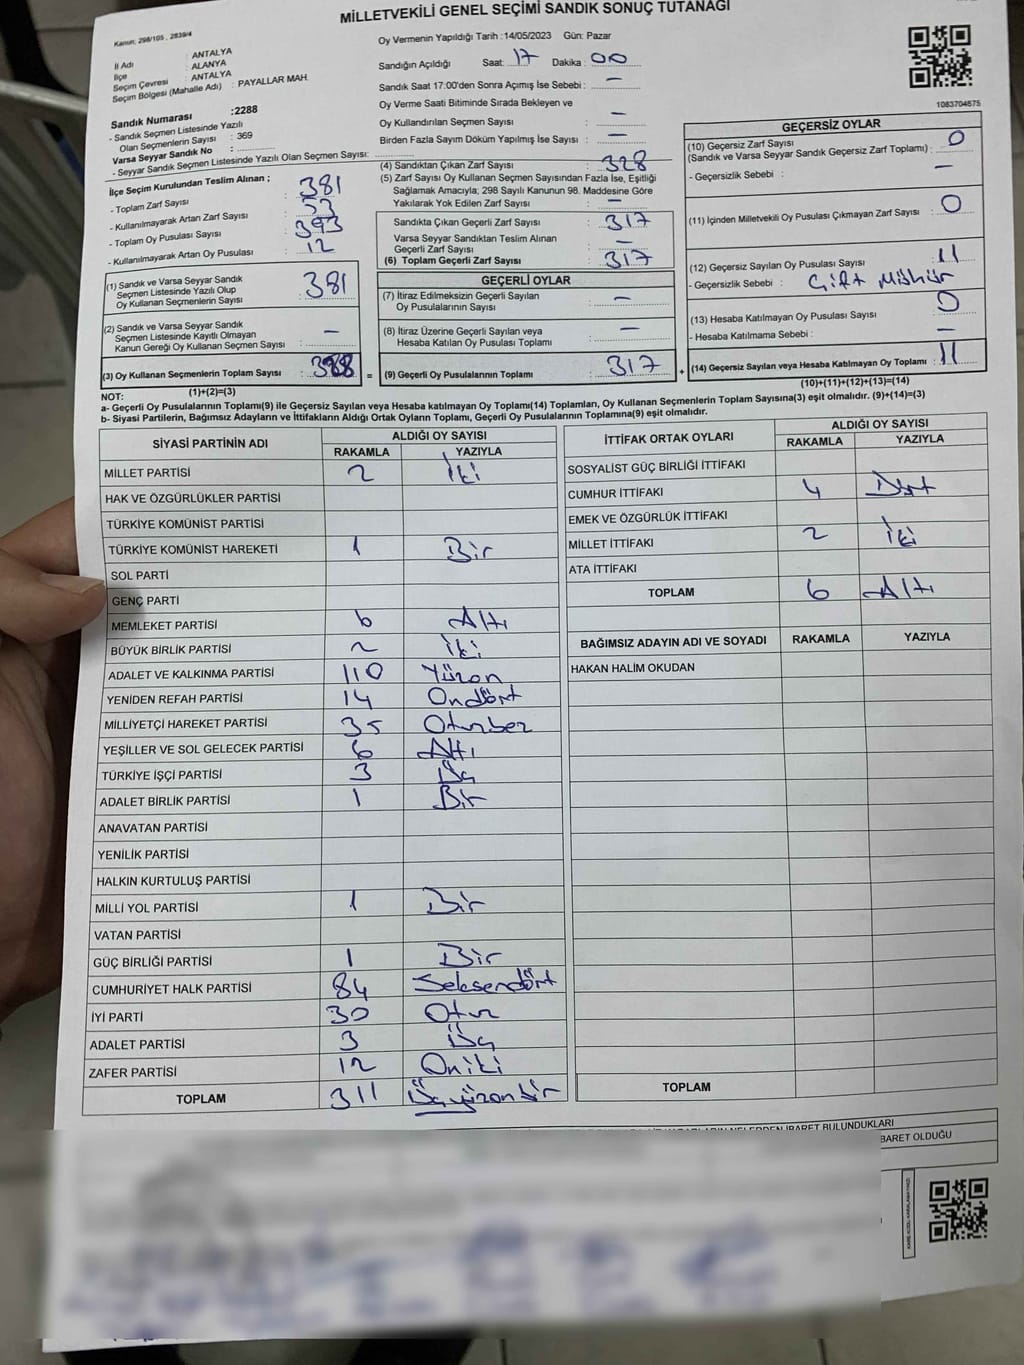 MİLLETVEKİLİ GENEL SEÇİMİ SANDIK SONUÇ TUTANAĞI
Kanun: 298/105 , 2839/4
İl Adı : ANTALYA
İlçe : ALANYA
Seçim Çevresi : ANTALYA
Seçim Bölgesi (Mahalle Adı) : PAYALLAR MAH.
Sandık Numarası :2288
- Sandık Seçmen Listesinde Yazılı
Olan Seçmenlerin Sayısı : 369
Varsa Seyyar Sandık No :
- Seyyar Sandık Seçmen Listesinde Yazılı Olan Seçmen Sayısı:
İlçe Seçim Kurulundan Teslim Alınan ;
- Toplam Zarf Sayısı : 381
- Kullanılmayarak Artan Zarf Sayısı : 53
- Toplam Oy Pusulası Sayısı : 393
- Kullanılmayarak Artan Oy Pusulası : 12
(1) Sandık ve Varsa Seyyar Sandık
Seçmen Listesinde Yazılı Olup
Oy Kullanan Seçmenlerin Sayısı : 381
(2) Sandık ve Varsa Seyyar Sandık
Seçmen Listesinde Kayıtlı Olmayan
Kanun Gereği Oy Kullanan Seçmen Sayısı : –
(3) Oy Kullanan Seçmenlerin Toplam Sayısı :
(1)+(2)=(3)
Oy Vermenin Yapıldığı Tarih :14/05/2023 Gün: Pazar
Sandığın Açıldığı Saat: 17 Dakika : 00
Sandık Saat 17:00'den Sonra Açımış İse Sebebi : –
Oy Verme Saati Bitiminde Sırada Bekleyen ve
Oy Kullandırılan Seçmen Sayısı : –
Birden Fazla Sayım Döküm Yapılmış İse Sayısı : –
(4) Sandıktan Çıkan Zarf Sayısı : 328
(5) Zarf Sayısı Oy Kullanan Seçmen Sayısından Fazla İse, Eşitliği
Sağlamak Amacıyla; 298 Sayılı Kanunun 98. Maddesine Göre
Yakılarak Yok Edilen Zarf Sayısı : –
Sandıkta Çıkan Geçerli Zarf Sayısı : 317
Varsa Seyyar Sandıktan Teslim Alınan
Geçerli Zarf Sayısı : –
(6) Toplam Geçerli Zarf Sayısı : 317
GEÇERLİ OYLAR
(7) İtiraz Edilmeksizin Geçerli Sayılan
Oy Pusulalarının Sayısı : –
(8) İtiraz Üzerine Geçerli Sayılan veya
Hesaba Katılan Oy Pusulası Toplamı : –
= (9) Geçerli Oy Pusulalarının Toplamı : 317 +
1083704675
GEÇERSİZ OYLAR
(10) Geçersiz Zarf Sayısı : 0
(Sandık ve Varsa Seyyar Sandık Geçersiz Zarf Toplamı)
- Geçersizlik Sebebi : –
(11) İçinden Milletvekili Oy Pusulası Çıkmayan Zarf Sayısı : 0
(12) Geçersiz Sayılan Oy Pusulası Sayısı : 11
- Geçersizlik Sebebi : Çift Mühür
(13) Hesaba Katılmayan Oy Pusulası Sayısı : 0
- Hesaba Katılmama Sebebi : –
(14) Geçersiz Sayılan veya Hesaba Katılmayan Oy Toplamı : 11
(10)+(11)+(12)+(13)=(14)
NOT:
a- Geçerli Oy Pusulalarının Toplamı(9) ile Geçersiz Sayılan veya Hesaba katılmayan Oy Toplamı(14) Toplamları, Oy Kullanan Seçmenlerin Toplam Sayısına(3) eşit olmalıdır. (9)+(14)=(3)
b- Siyasi Partilerin, Bağımsız Adayların ve İttifakların Aldığı Ortak Oyların Toplamı, Geçerli Oy Pusulalarının Toplamına(9) eşit olmalıdır.
SİYASİ PARTİNİN ADI ALDIĞI OY SAYISI
RAKAMLA YAZIYLA
MİLLET PARTİSİ 2 İki
HAK VE ÖZGÜRLÜKLER PARTİSİ
TÜRKİYE KOMÜNİST PARTİSİ
TÜRKİYE KOMÜNİST HAREKETİ 1 Bir
SOL PARTİ
GENÇ PARTİ
MEMLEKET PARTİSİ 6 Altı
BÜYÜK BİRLİK PARTİSİ 2 İki
ADALET VE KALKINMA PARTİSİ 110 Yüzon
YENİDEN REFAH PARTİSİ 14 Ondört
MİLLİYETÇİ HAREKET PARTİSİ 35 Otuzbeş
YEŞİLLER VE SOL GELECEK PARTİSİ 6 Altı
TÜRKİYE İŞÇİ PARTİSİ 3 Üç
ADALET BİRLİK PARTİSİ 1 Bir
ANAVATAN PARTİSİ
YENİLİK PARTİSİ
HALKIN KURTULUŞ PARTİSİ
MİLLİ YOL PARTİSİ 1 Bir
VATAN PARTİSİ
GÜÇ BİRLİĞİ PARTİSİ 1 Bir
CUMHURİYET HALK PARTİSİ 84 Seksendört
İYİ PARTİ 30 Otuz
ADALET PARTİSİ 3 Üç
ZAFER PARTİSİ 12 Oniki
TOPLAM 311 Üçyüzonbir
İTTİFAK ORTAK OYLARI ALDIĞI OY SAYISI
RAKAMLA YAZIYLA
SOSYALİST GÜÇ BİRLİĞİ İTTİFAKI
CUMHUR İTTİFAKI 4 Dört
EMEK VE ÖZGÜRLÜK İTTİFAKI
MİLLET İTTİFAKI 2 İki
ATA İTTİFAKI
TOPLAM 6 Altı
BAĞIMSIZ ADAYIN ADI VE SOYADI RAKAMLA YAZIYLA
HAKAN HALİM OKUDAN
TOPLAM
İBARET BULUNDUKLARI
BARET OLDUĞU